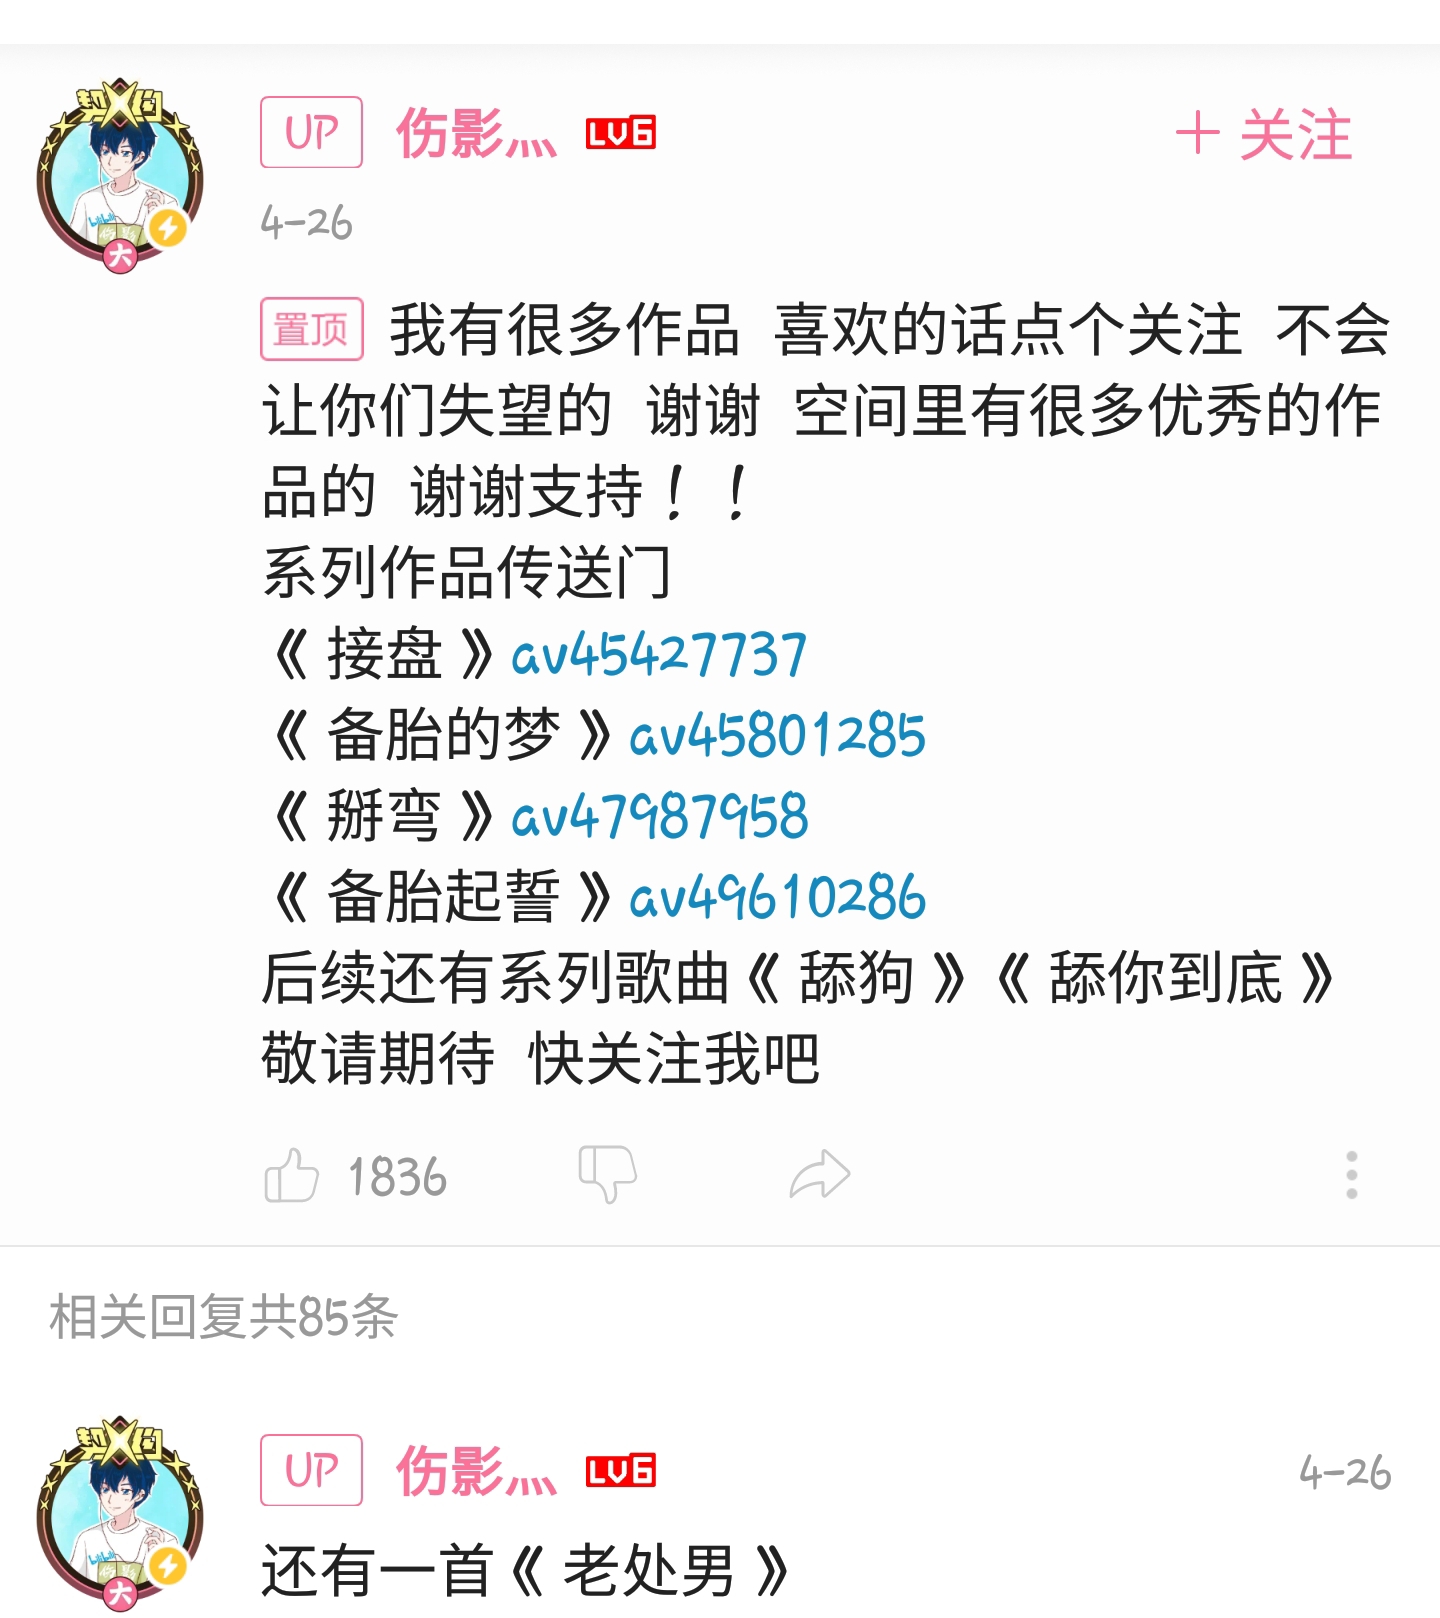 UP 伤影灬 LV6 + 关注
4-26
大
置顶 我有很多作品 喜欢的话点个关注 不会
让你们失望的 谢谢 空间里有很多优秀的作
品的 谢谢支持！！
系列作品传送门
《接盘》av45427737
《备胎的梦》av45801285
《掰弯》av47987958
《备胎起誓》av49610286
后续还有系列歌曲《舔狗》《舔你到底》
敬请期待 快关注我吧
1836
相关回复共85条
UP 伤影灬 LV6 4-26
大
还有一首《老处男》